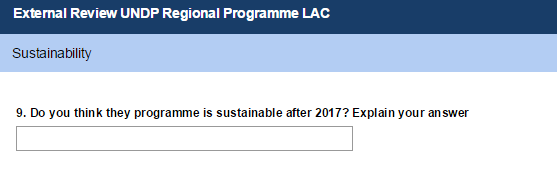 External Review UNDP Regional Programme LAC
Sustainability
9. Do you think they programme is sustainable after 2017? Explain your answer